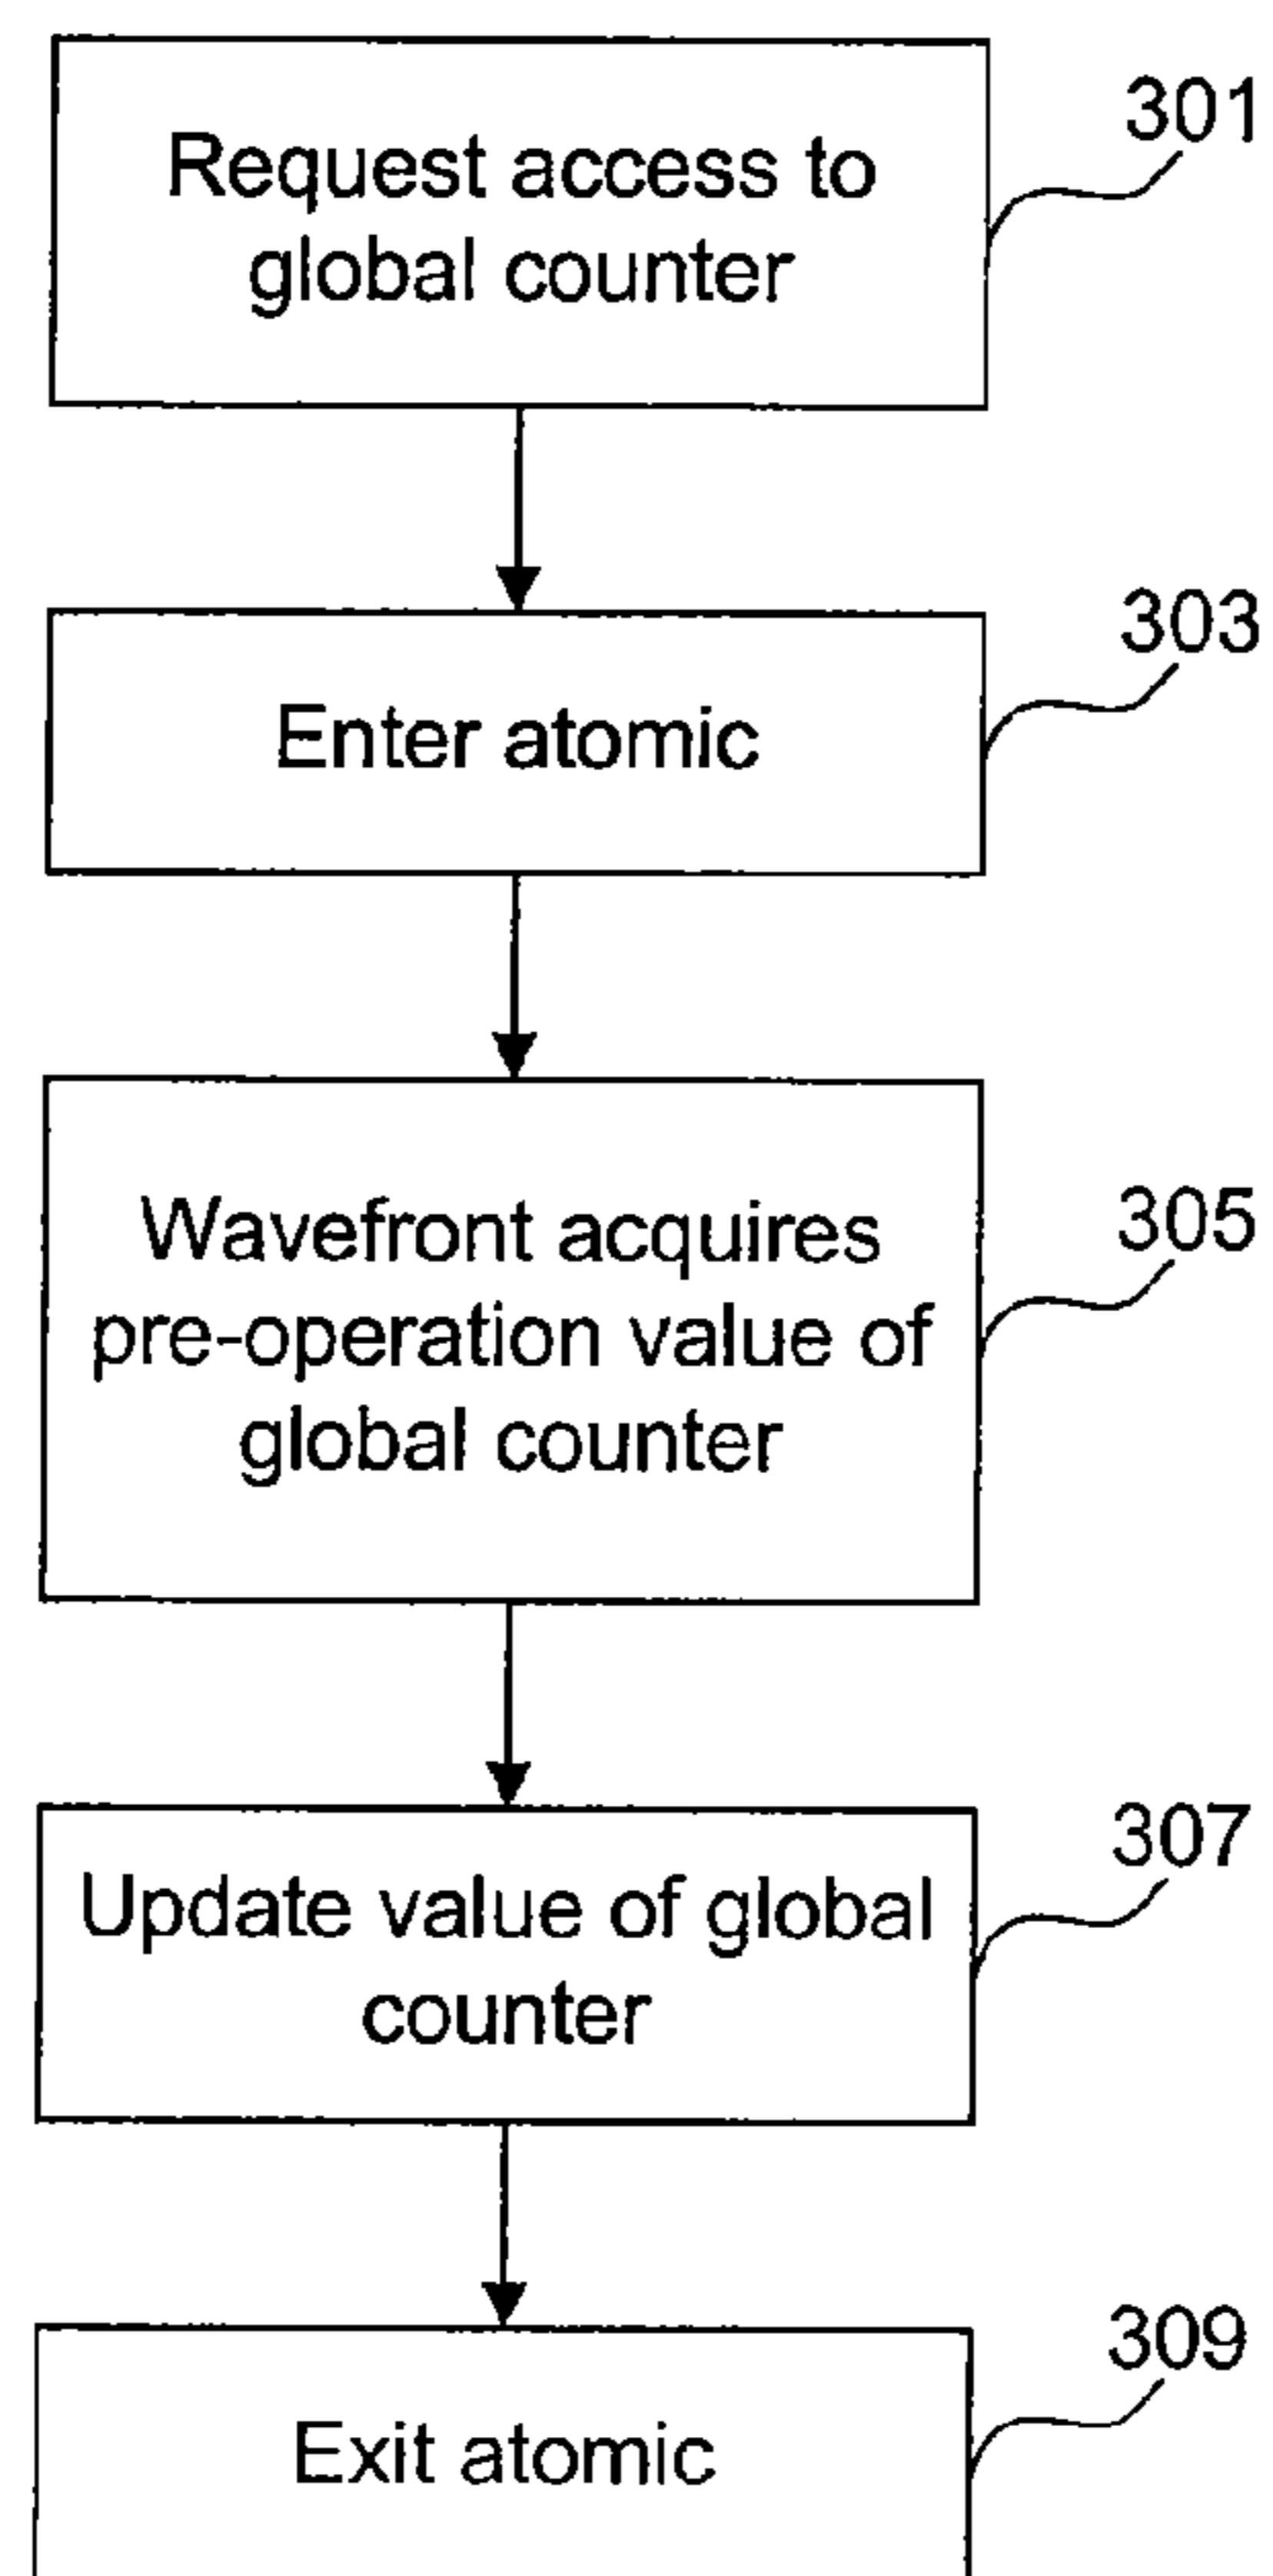 Request access to
global counter
301
Enter atomic
303
Wavefront acquires
pre-operation value of
global counter
305
Update value of global
counter
307
Exit atomic
309